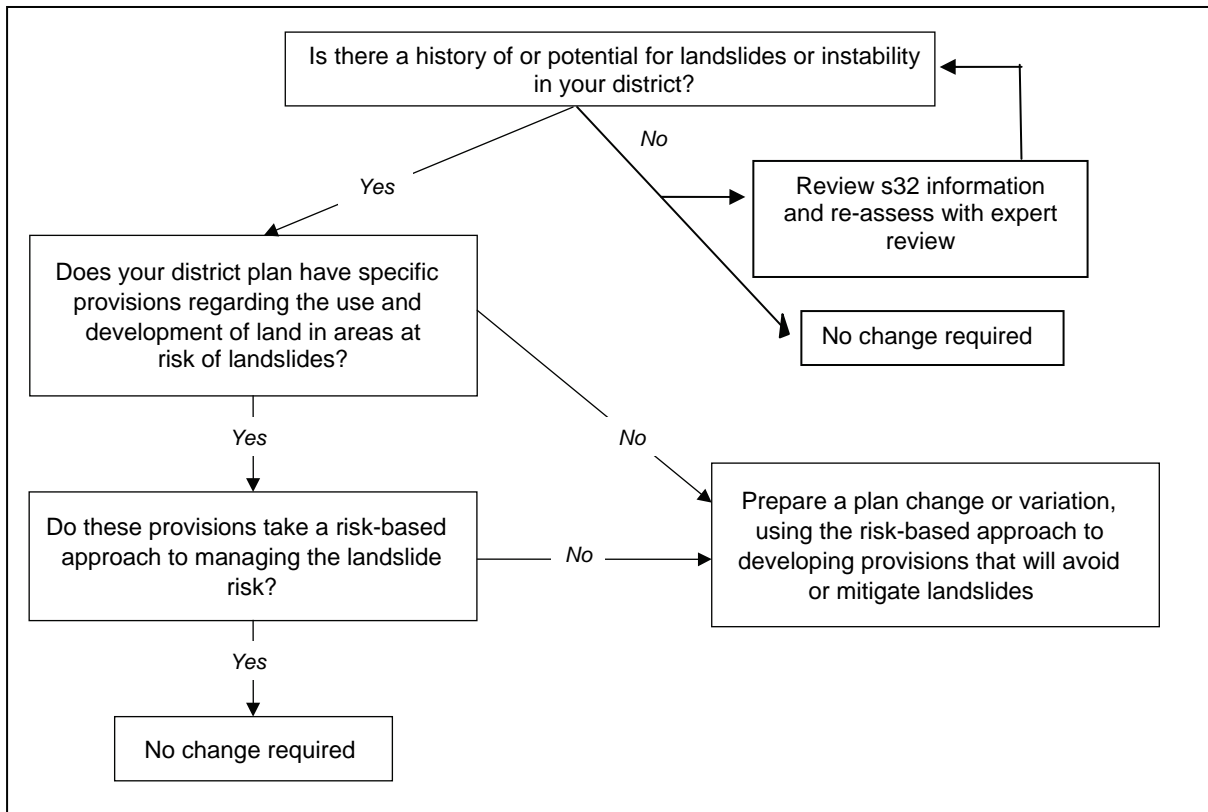 Is there a history of or potential for landslides or instability
in your district?
No
Yes
Review s32 information
and re-assess with expert
review
Does your district plan have specific
provisions regarding the use and
development of land in areas at
risk of landslides?
No change required
Yes
No
Do these provisions take a risk-based
approach to managing the landslide
risk?
No
Prepare a plan change or variation,
using the risk-based approach to
developing provisions that will avoid
or mitigate landslides
Yes
No change required